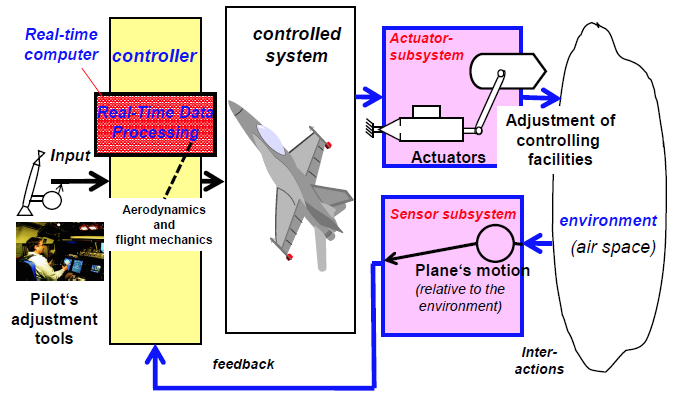 Real-time
computer
controller
Real-Time Data
Processing
Input
Aerodynamics
and
flight mechanics
Pilot‘s
adjustment
tools
controlled
system
Actuator-
subsystem
Actuators
Adjustment of
controlling
facilities
Sensor subsystem
Plane‘s motion
(relative to the
environment)
environment
(air space)
feedback
Inter-
actions